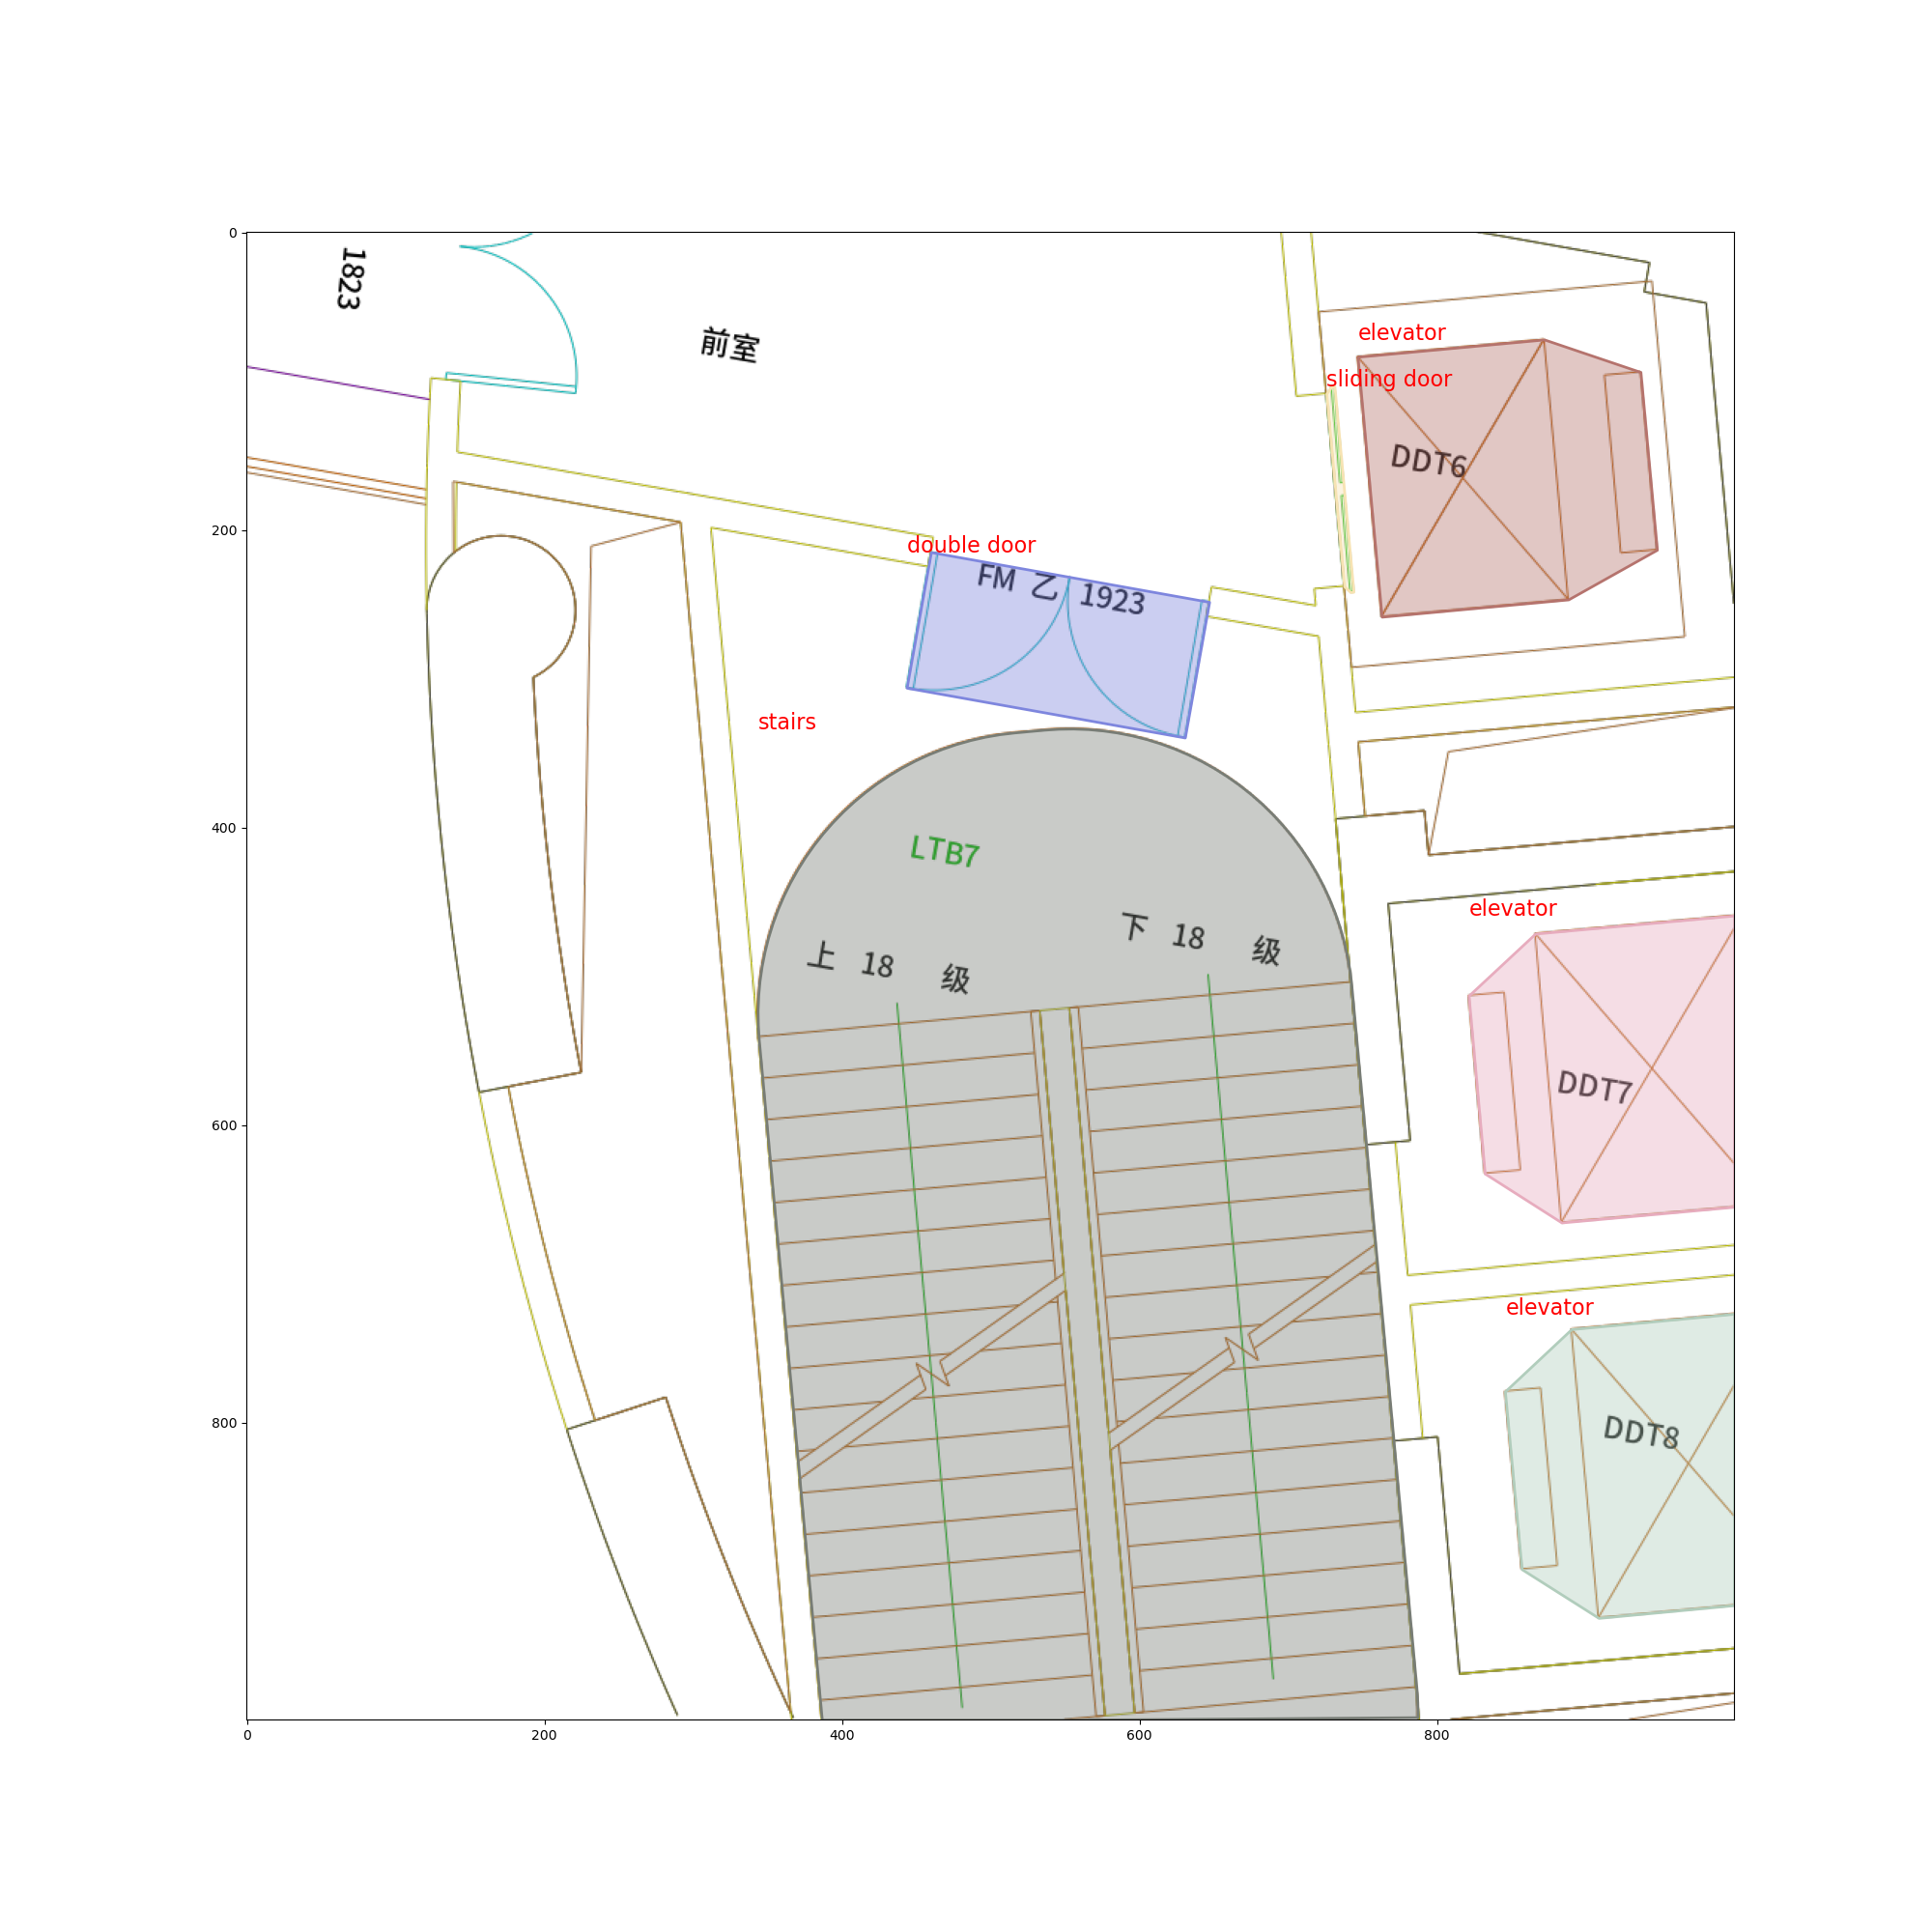 0
1823
前室
elevator
sliding door
DDT6
200
double door
FM 乙 1923
stairs
400
LTB7
elevator
下 18 级
上 18 级
DDT7
600
elevator
800
DDT8
0
200
400
600
800